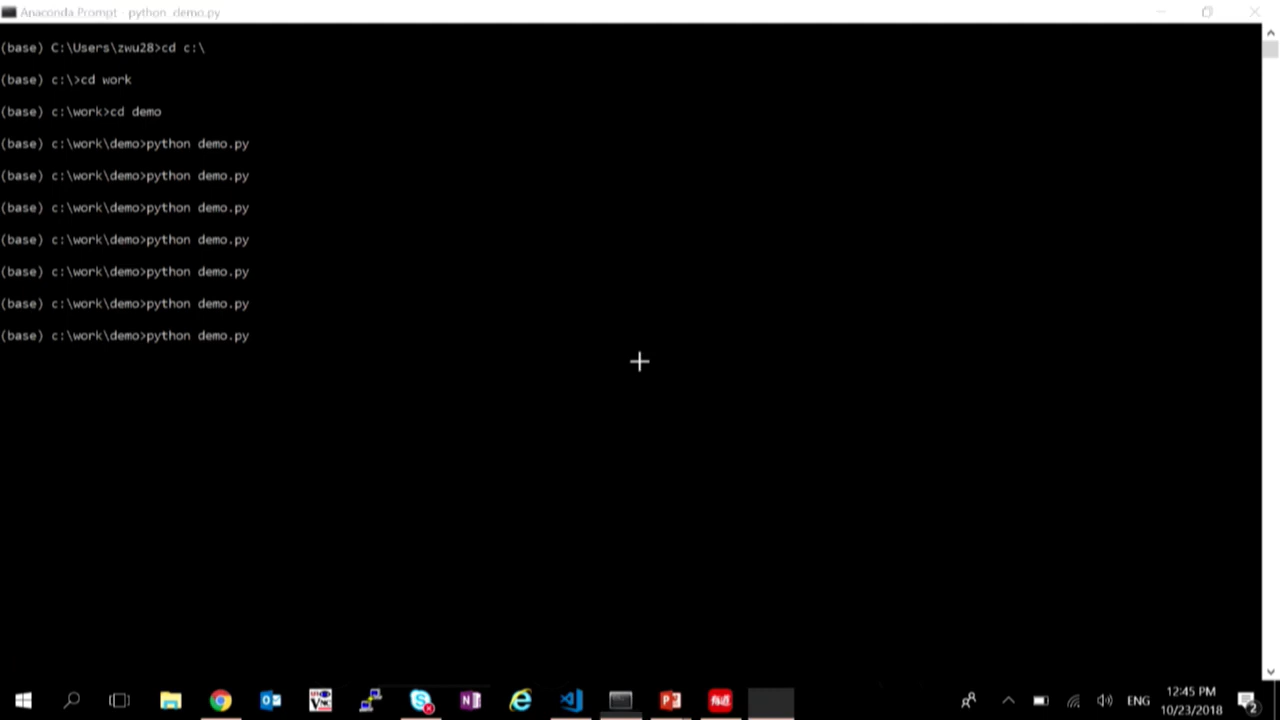 Anaconda Prompt - python demo.py
(base) C:\Users\zwu28>cd c:\
(base) c:\>cd work
(base) c:\work>cd demo
(base) c:\work\demo>python demo.py
(base) c:\work\demo>python demo.py
(base) c:\work\demo>python demo.py
(base) c:\work\demo>python demo.py
(base) c:\work\demo>python demo.py
(base) c:\work\demo>python demo.py
(base) c:\work\demo>python demo.py
ENG
12:45 PM
10/23/2018
2